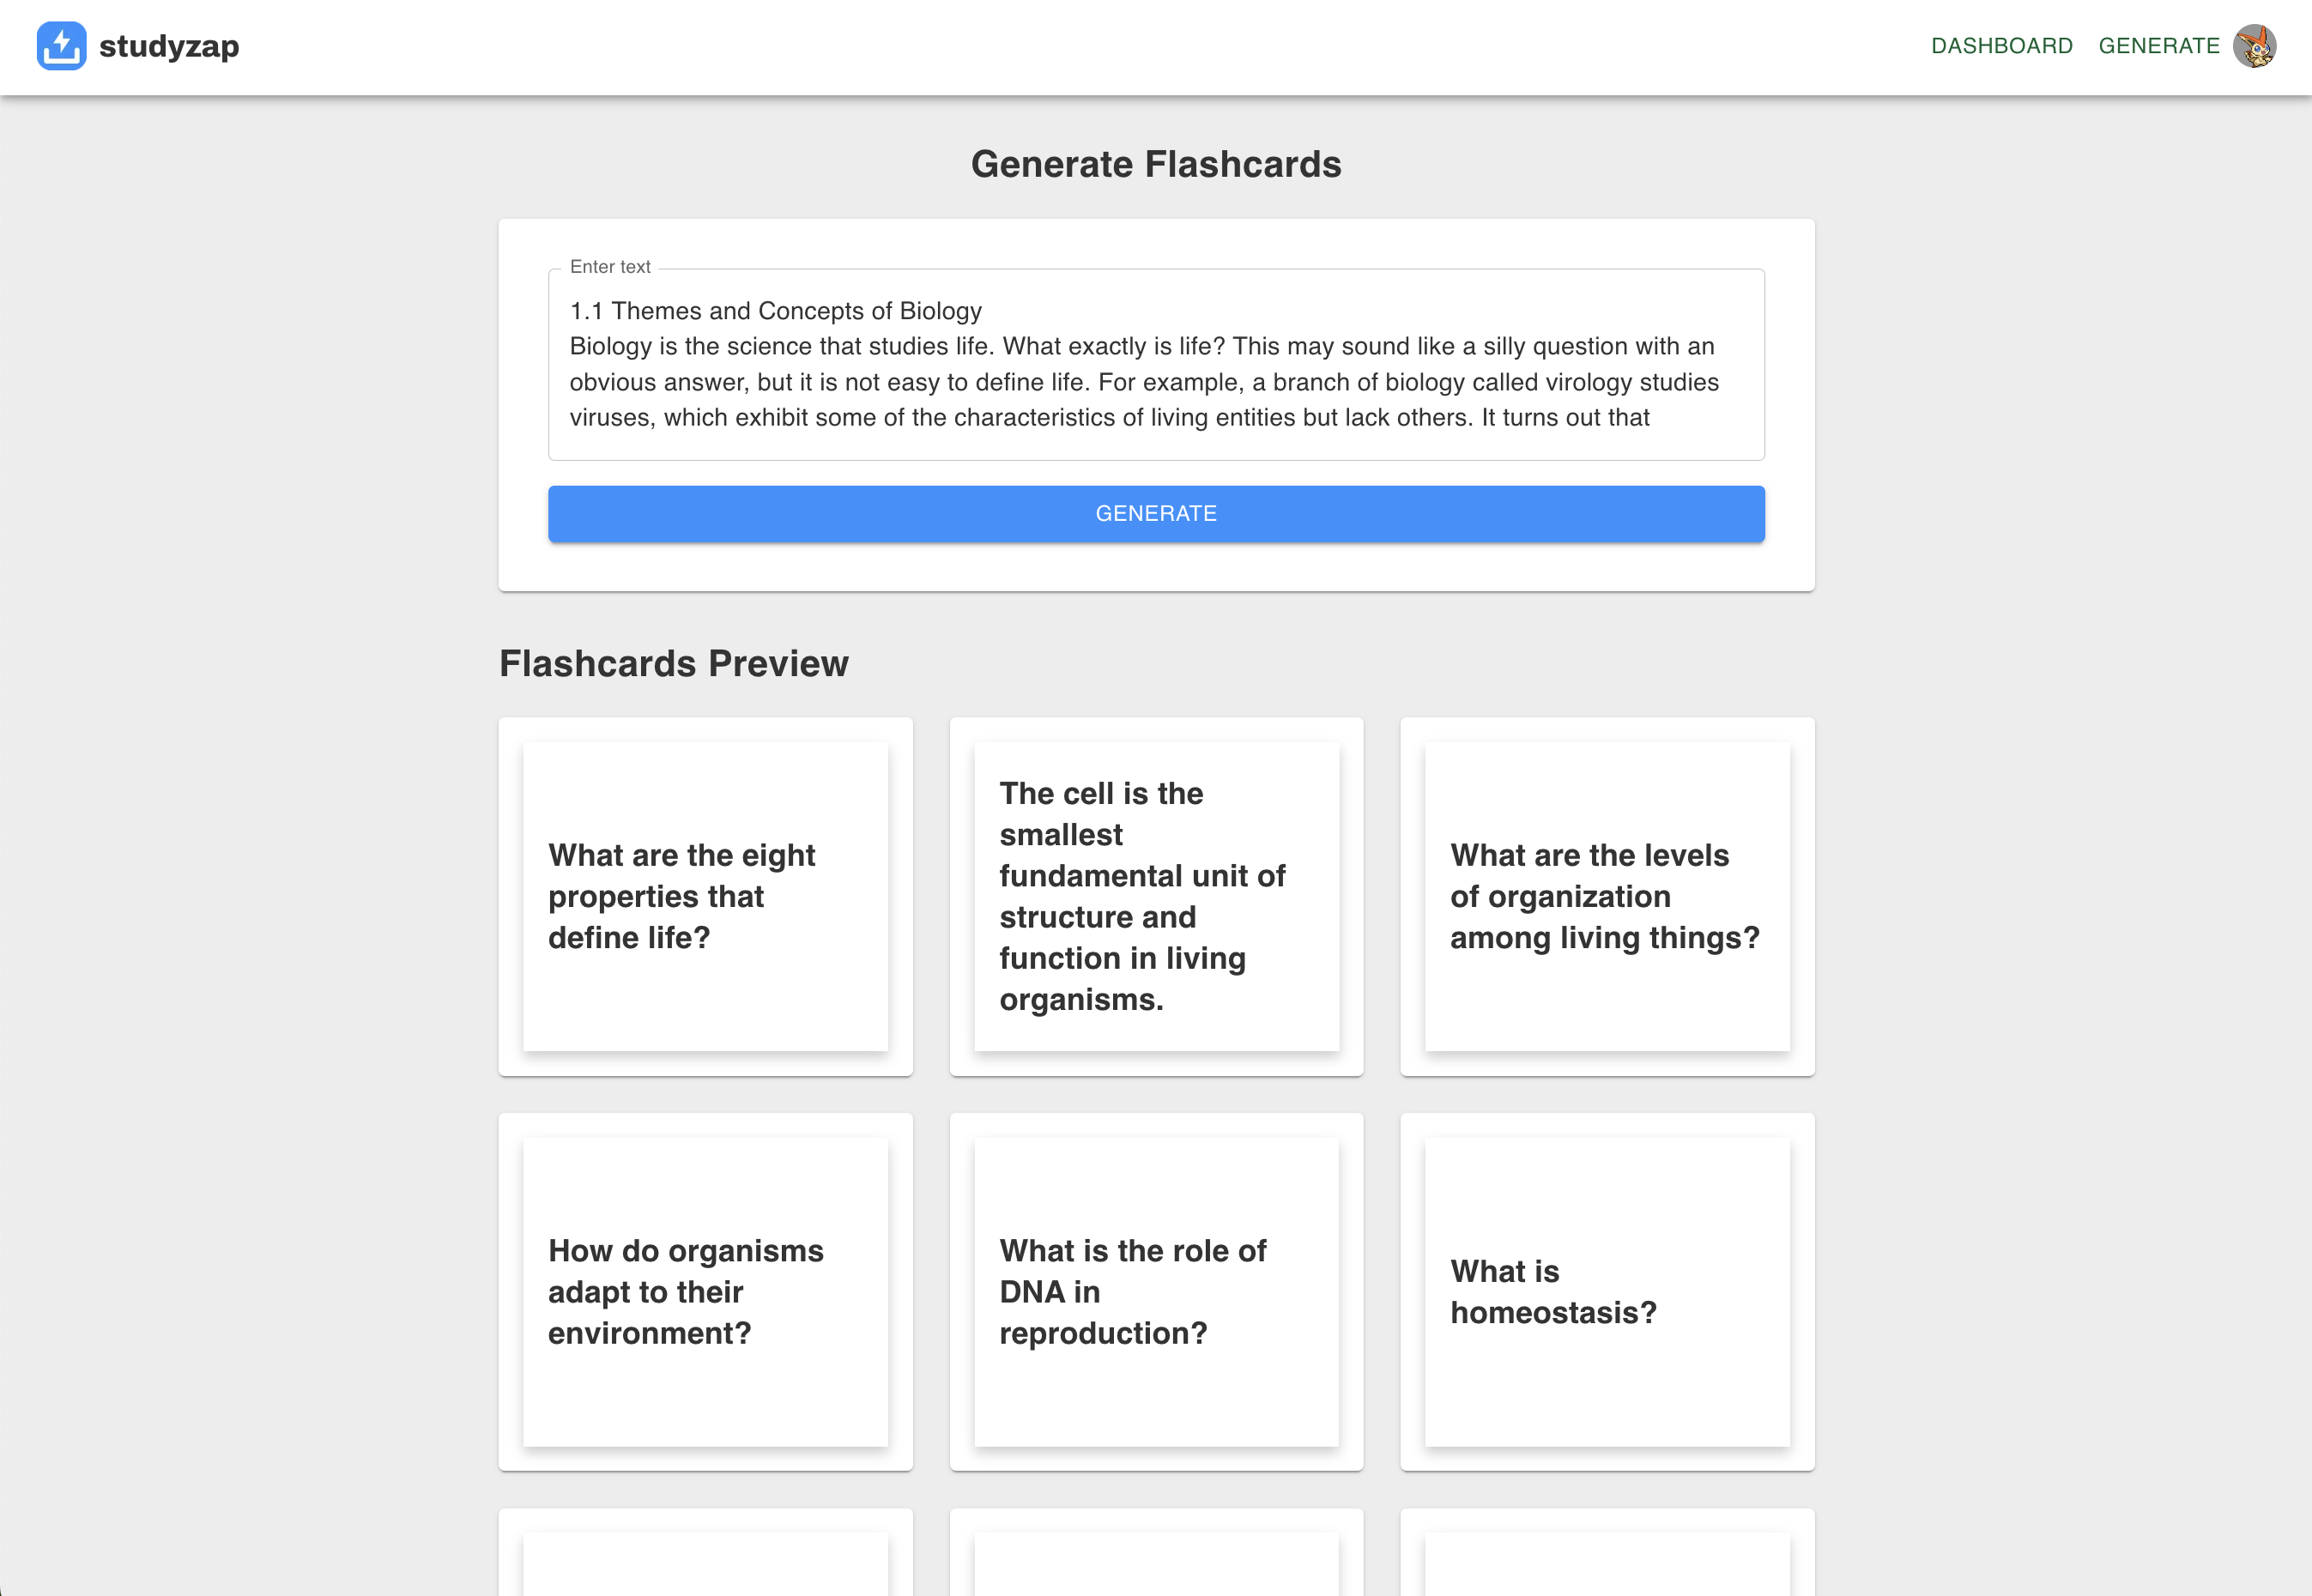 studyzap
DASHBOARD
GENERATE
Generate Flashcards
Enter text
1.1 Themes and Concepts of Biology
Biology is the science that studies life. What exactly is life? This may sound like a silly question with an
obvious answer, but it is not easy to define life. For example, a branch of biology called virology studies
viruses, which exhibit some of the characteristics of living entities but lack others. It turns out that
GENERATE
Flashcards Preview
What are the eight
properties that
define life?
The cell is the
smallest
fundamental unit of
structure and
function in living
organisms.
What are the levels
of organization
among living things?
How do organisms
adapt to their
environment?
What is the role of
DNA in
reproduction?
What is
homeostasis?